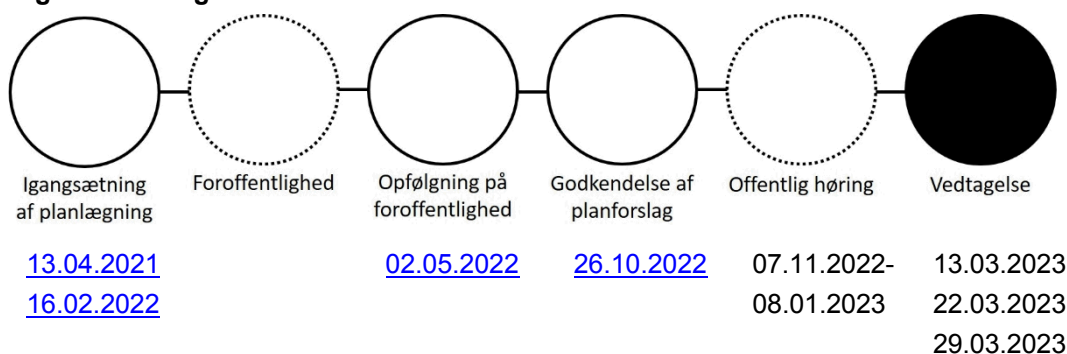 Igangsætning
af planlægning
Foroffentlighed
Opfølgning på
foroffentlighed
Godkendelse af
planforslag
Offentlig høring
Vedtagelse
13.04.2021
16.02.2022
02.05.2022
26.10.2022
07.11.2022-
08.01.2023
13.03.2023
22.03.2023
29.03.2023